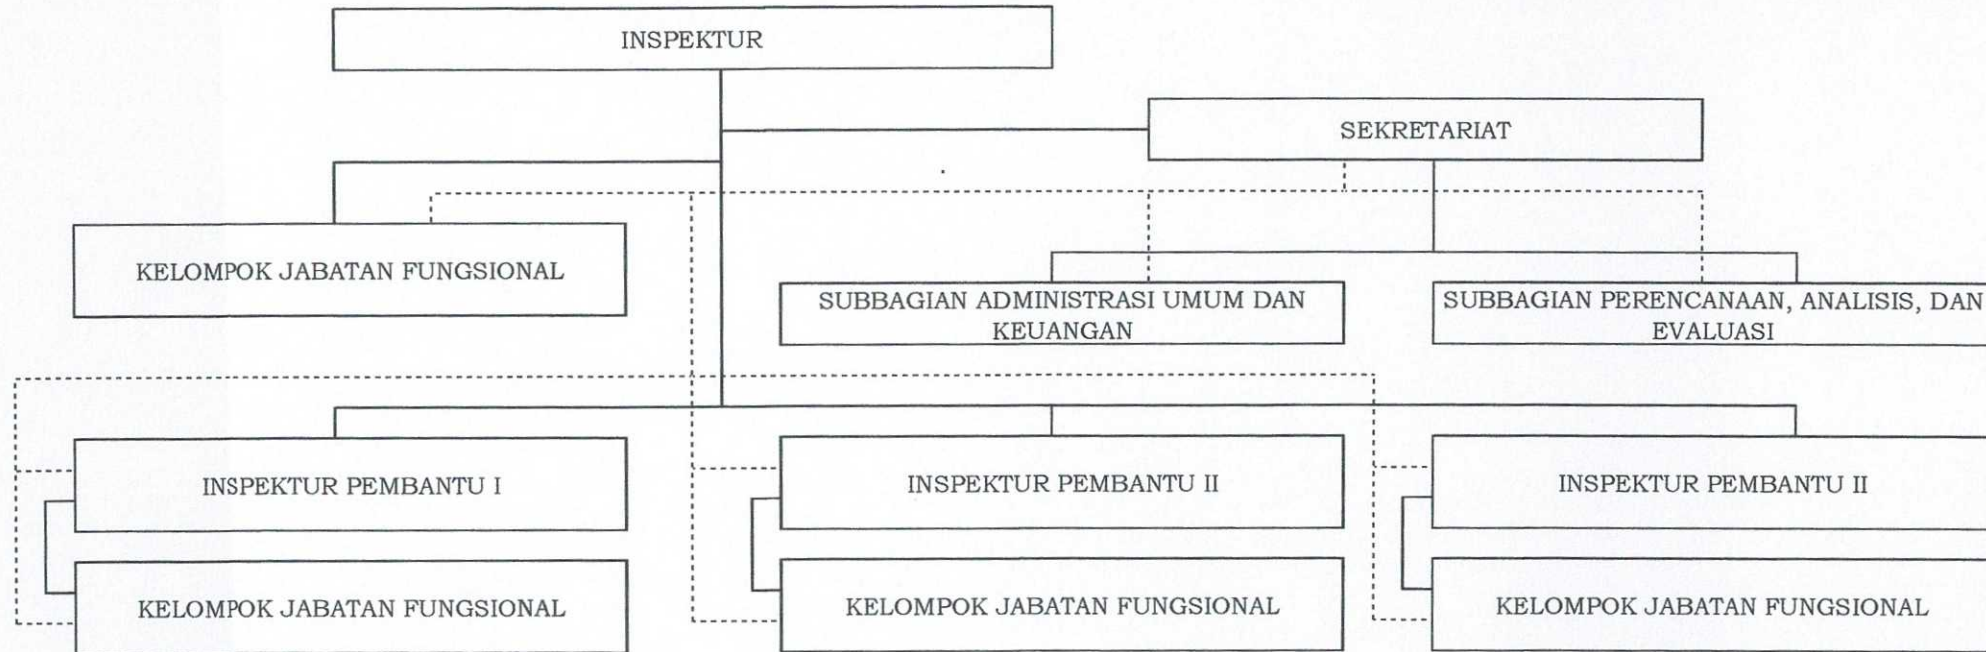 INSPEKTUR
SEKRETARIAT
KELOMPOK JABATAN FUNGSIONAL
SUBBAGIAN ADMINISTRASI UMUM DAN
KEUANGAN
SUBBAGIAN PERENCANAAN, ANALISIS, DAN
EVALUASI
INSPEKTUR PEMBANTU I
INSPEKTUR PEMBANTU II
INSPEKTUR PEMBANTU II
KELOMPOK JABATAN FUNGSIONAL
KELOMPOK JABATAN FUNGSIONAL
KELOMPOK JABATAN FUNGSIONAL